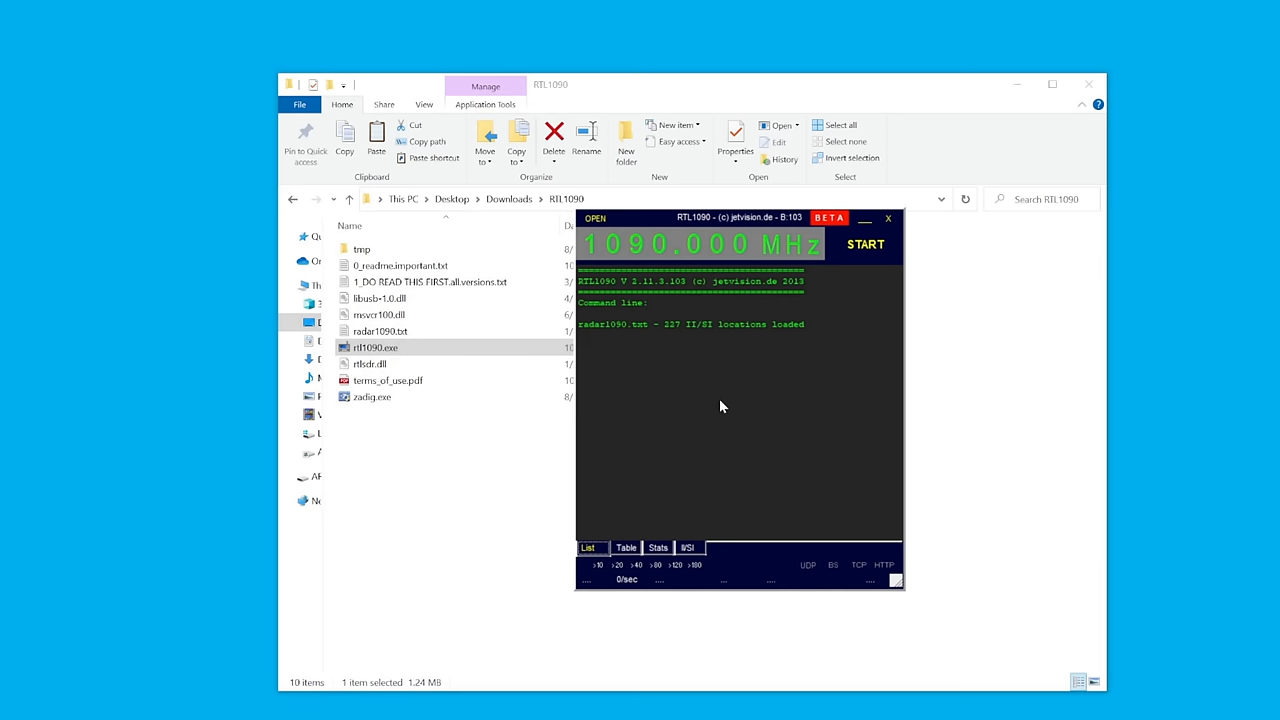 Manage
RTL1090
File
Home
Share
View
Application Tools
Pin to Quick access
Copy
Paste
Cut
Copy path
Paste shortcut
Move to
Copy to
Delete
Rename
New folder
New item
Easy access
Properties
Open
Edit
History
Select all
Select none
Invert selection
Clipboard
Organize
New
Open
Select
This PC > Desktop > Downloads > RTL1090
Search RTL1090
Name
tmp
0_readme.important.txt
1_DO READ THIS FIRST.all.versions.txt
libusb-1.0.dll
msvcr100.dll
radar1090.txt
rtl1090.exe
rtlsdr.dll
terms_of_use.pdf
zadig.exe
OPEN
RTL1090 - (c) jetvision.de - B:103
BETA
X
1090.000 MHz
START
RTL1090 V 2.11.3.103 (c) jetvision.de 2013
Command line:
radar1090.txt - 227 II/SI locations loaded
List
Table
Stats
II/SI
>10 >20 >40 >80 >120 >180
UDP BS TCP HTTP
.... 0/sec .... ... .... ....
10 items
1 item selected 1.24 MB